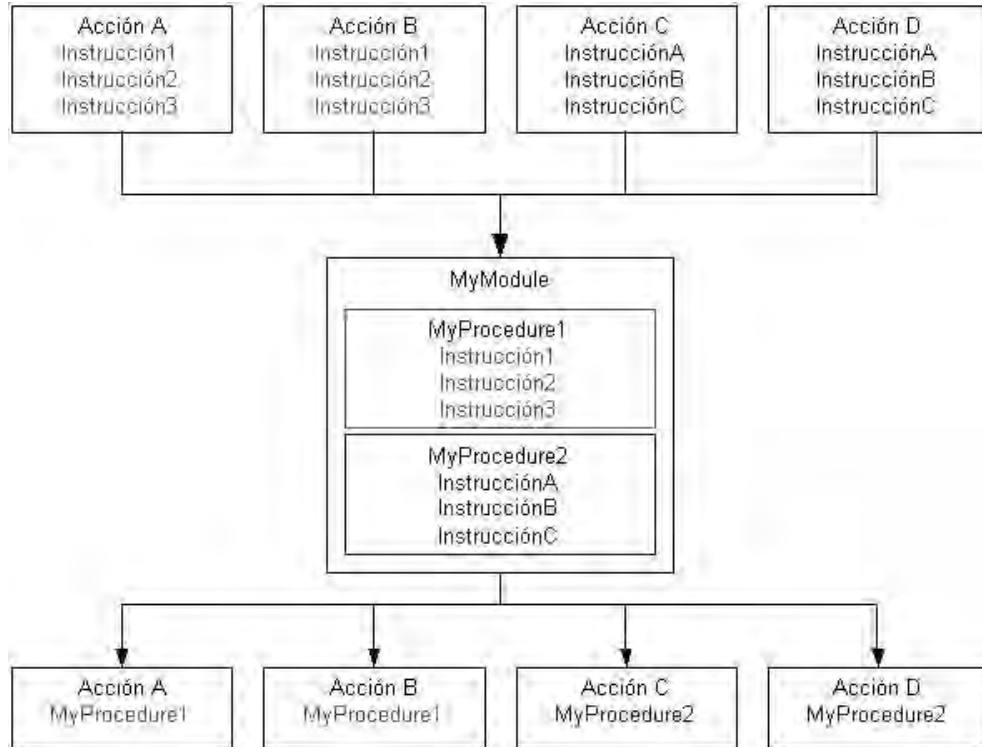 Acción A
Instrucción1
Instrucción2
Instrucción3
Acción B
Instrucción1
Instrucción2
Instrucción3
Acción C
InstrucciónA
InstrucciónB
InstrucciónC
Acción D
InstrucciónA
InstrucciónB
InstrucciónC
MyModule
MyProcedure1
Instrucción1
Instrucción2
Instrucción3
MyProcedure2
InstrucciónA
InstrucciónB
InstrucciónC
Acción A
MyProcedure1
Acción B
MyProcedure1
Acción C
MyProcedure2
Acción D
MyProcedure2